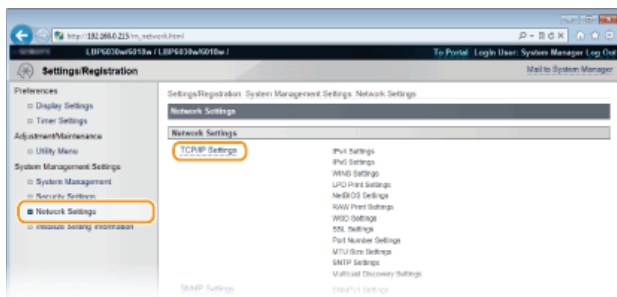 http://192.168.0.215/m_network.html
LBP6030w/6018w / LBP6030w/6018w /
To Portal Login User: System Manager Log Out
Settings/Registration
Mail to System Manager
Preferences
Display Settings
Timer Settings
Adjustment/Maintenance
Utility Menu
System Management Settings
System Management
Security Settings
Network Settings
Initialize Setting Information
Settings/Registration: System Management Settings: Network Settings
Network Settings
Network Settings
TCP/IP Settings
IPv4 Settings
IPv6 Settings
WINS Settings
LPD Print Settings
NetBIOS Settings
RAW Print Settings
WSD Settings
SSL Settings
Port Number Settings
MTU Size Settings
SNTP Settings
Multicast Discovery Settings
SNMP Settings
SNMPv1 Settings